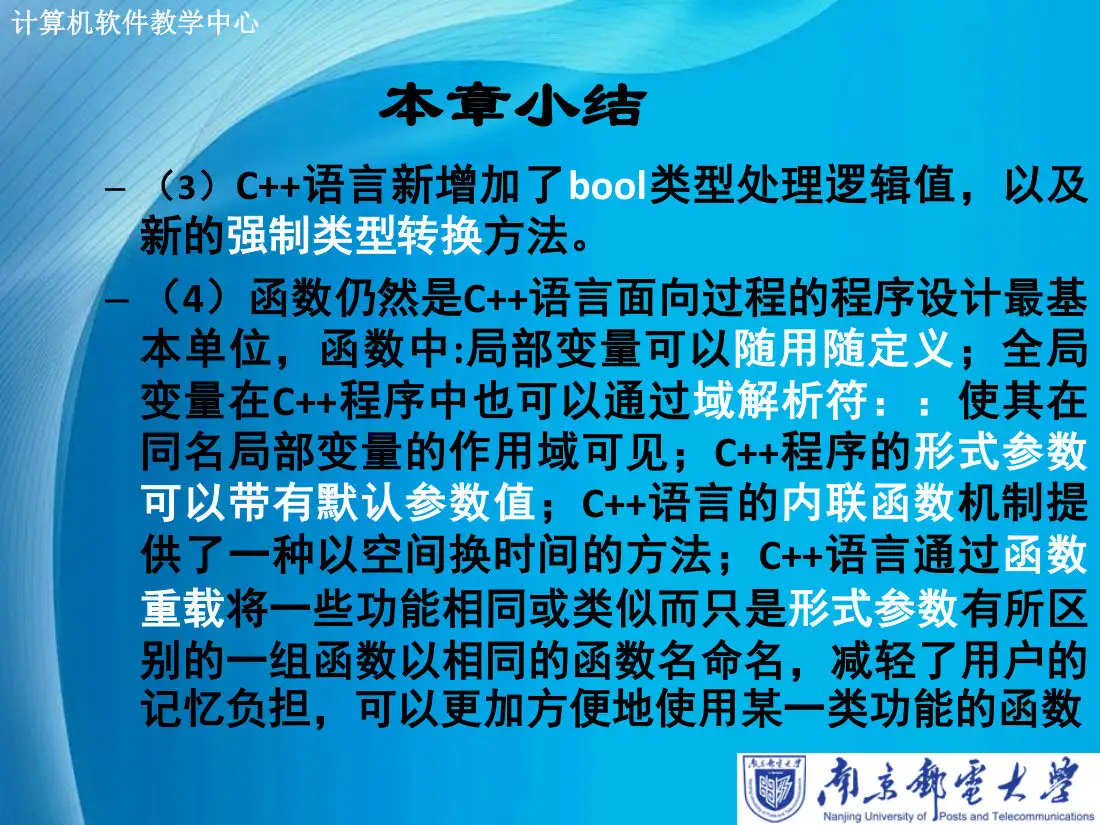 计算机软件教学中心
本章小结
– （3）C++语言新增加了bool类型处理逻辑值，以及
新的强制类型转换方法。
– （4）函数仍然是C++语言面向过程的程序设计最基
本单位，函数中:局部变量可以随用随定义；全局
变量在C++程序中也可以通过域解析符：：使其在
同名局部变量的作用域可见；C++程序的形式参数
可以带有默认参数值；C++语言的内联函数机制提
供了一种以空间换时间的方法；C++语言通过函数
重载将一些功能相同或类似而只是形式参数有所区
别的一组函数以相同的函数名命名，减轻了用户的
记忆负担，可以更加方便地使用某一类功能的函数
南京郵電大學
Nanjing University of Posts and Telecommunications